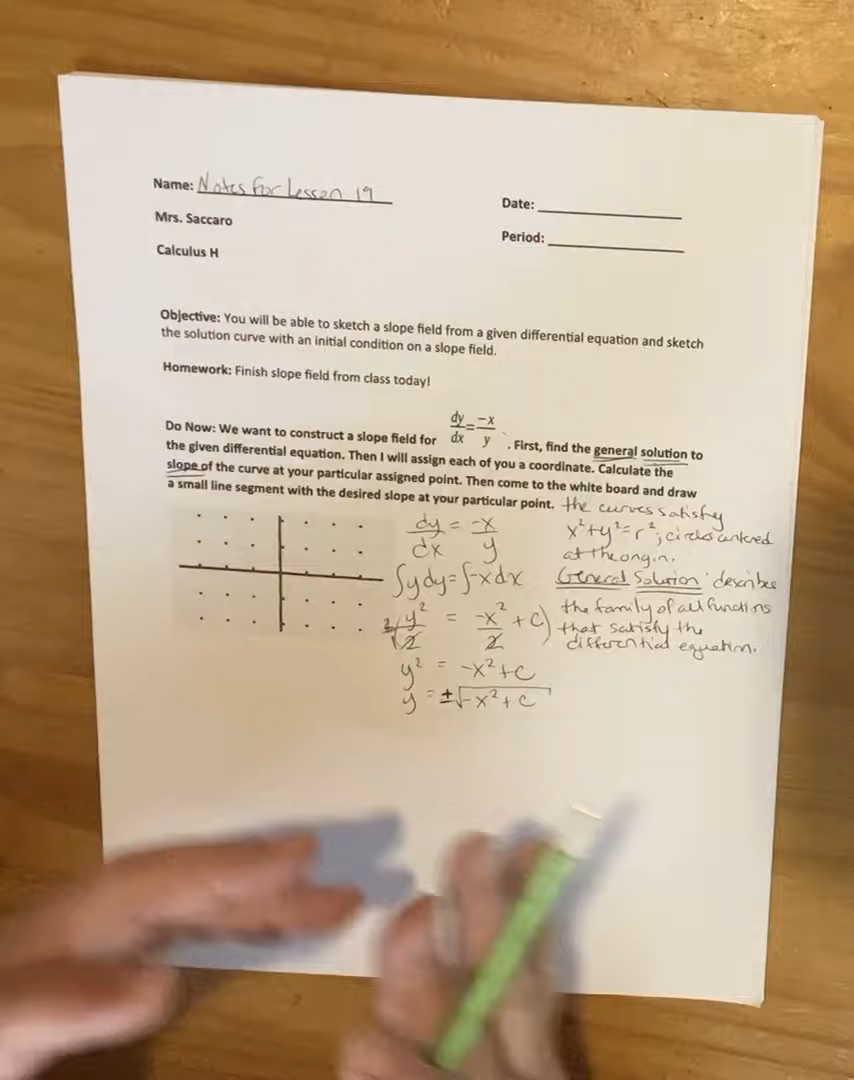 Name: Notes for Lesson 19
Date:
Mrs. Saccaro
Period:
Calculus H
Objective: You will be able to sketch a slope field from a given differential equation and sketch
the solution curve with an initial condition on a slope field.
Homework: Finish slope field from class today!
Do Now: We want to construct a slope field for dy/dx = -x/y . First, find the general solution to
the given differential equation. Then I will assign each of you a coordinate. Calculate the
slope of the curve at your particular assigned point. Then come to the white board and draw
a small line segment with the desired slope at your particular point.
dy/dx = -x/y
∫y dy = ∫-x dx
2(y²/2 = -x²/2 + C)
y² = -x² + C
y = ±√-x² + C
the curves satisfy
x² + y² = r², circles centered
at the origin.
General Solution: describes
the family of all functions
that satisfy the
differential equation.